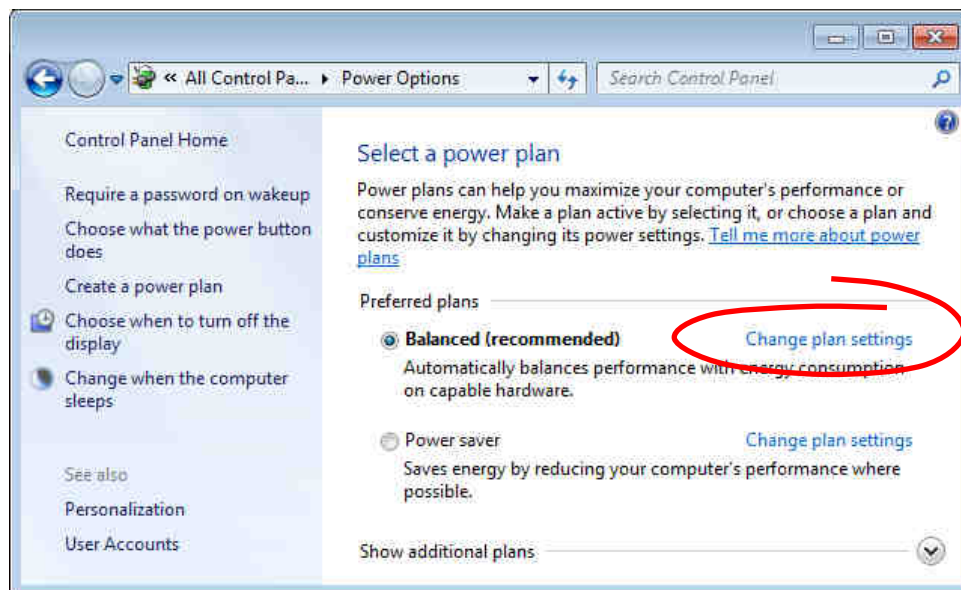 « All Control Pa... Power Options
Search Control Panel
Control Panel Home
Require a password on wakeup
Choose what the power button
does
Create a power plan
Choose when to turn off the
display
Change when the computer
sleeps
See also
Personalization
User Accounts
Select a power plan
Power plans can help you maximize your computer's performance or
conserve energy. Make a plan active by selecting it, or choose a plan and
customize it by changing its power settings. Tell me more about power
plans
Preferred plans
Balanced (recommended) Change plan settings
Automatically balances performance with energy consumption
on capable hardware.
Power saver Change plan settings
Saves energy by reducing your computer's performance where
possible.
Show additional plans